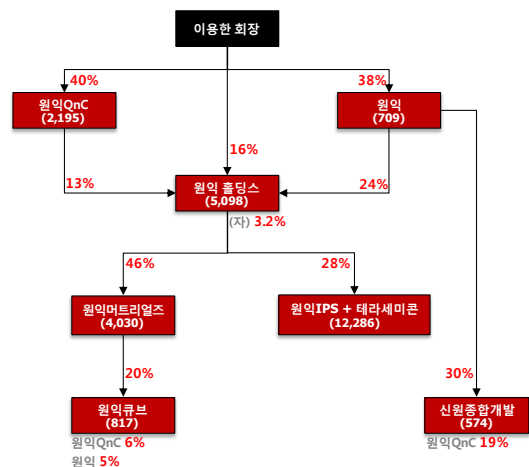 이용한 회장
40%
38%
원익QnC
(2,195)
원익
(709)
16%
13%
24%
원익 홀딩스
(5,098)
(자) 3.2%
46%
28%
원익머트리얼즈
(4,030)
원익IPS + 테라세미콘
(12,286)
20%
30%
원익큐브
(817)
신원종합개발
(574)
원익QnC 6%
원익QnC 19%
원익 5%